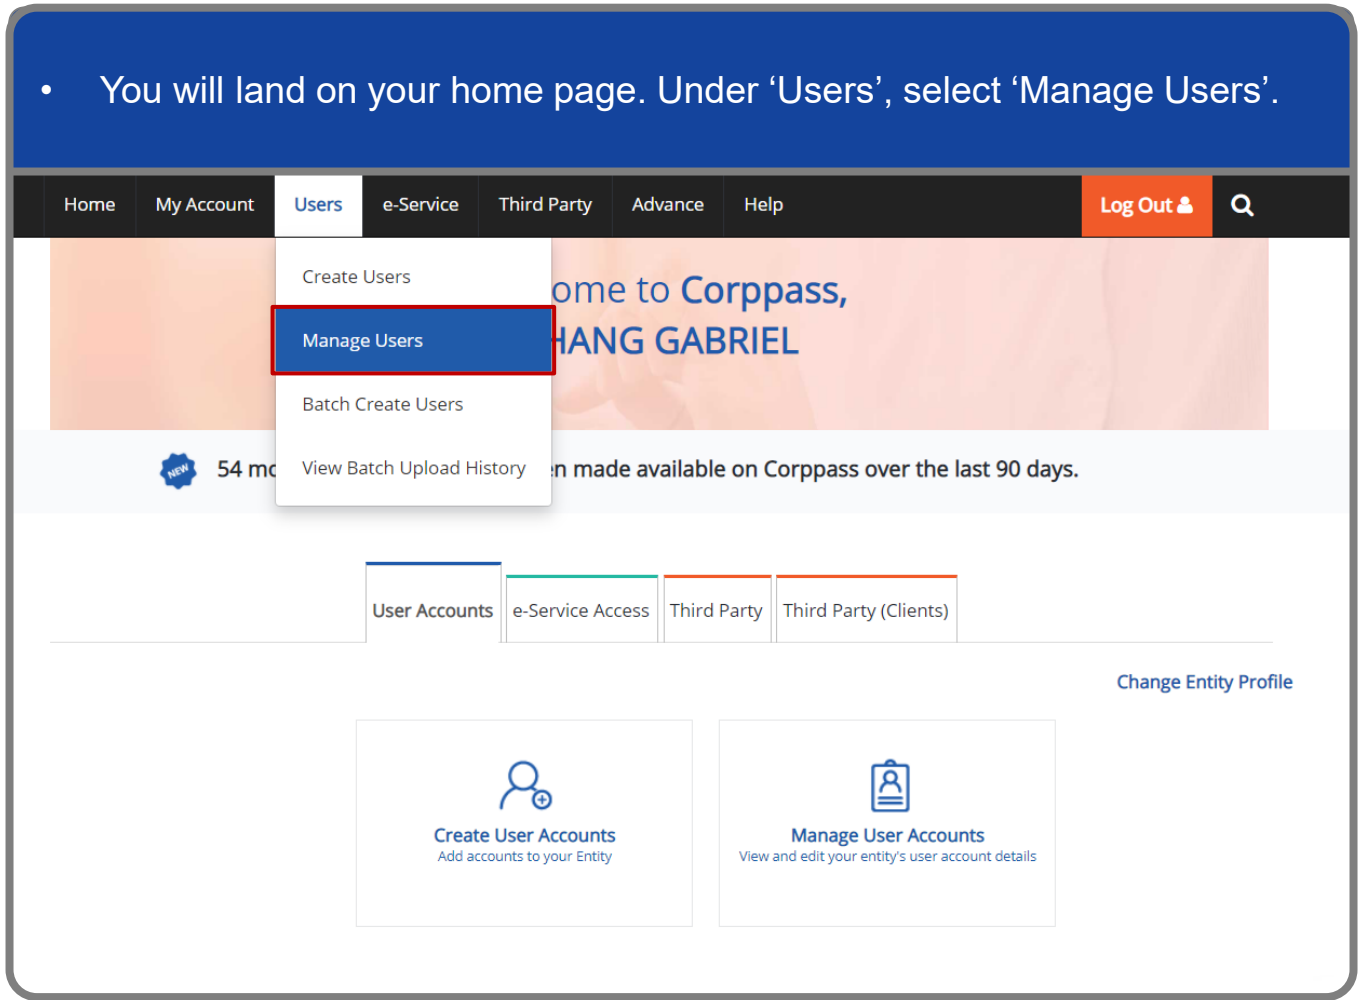 • You will land on your home page. Under ‘Users’, select ‘Manage Users’.
Home My Account Users e-Service Third Party Advance Help Log Out
Create Users
Manage Users
Batch Create Users
View Batch Upload History
to Corppass,
GABRIEL
NEW
54 made available on Corppass over the last 90 days.
User Accounts e-Service Access Third Party Third Party (Clients)
Change Entity Profile
Create User Accounts
Add accounts to your Entity
Manage User Accounts
View and edit your entity's user account details